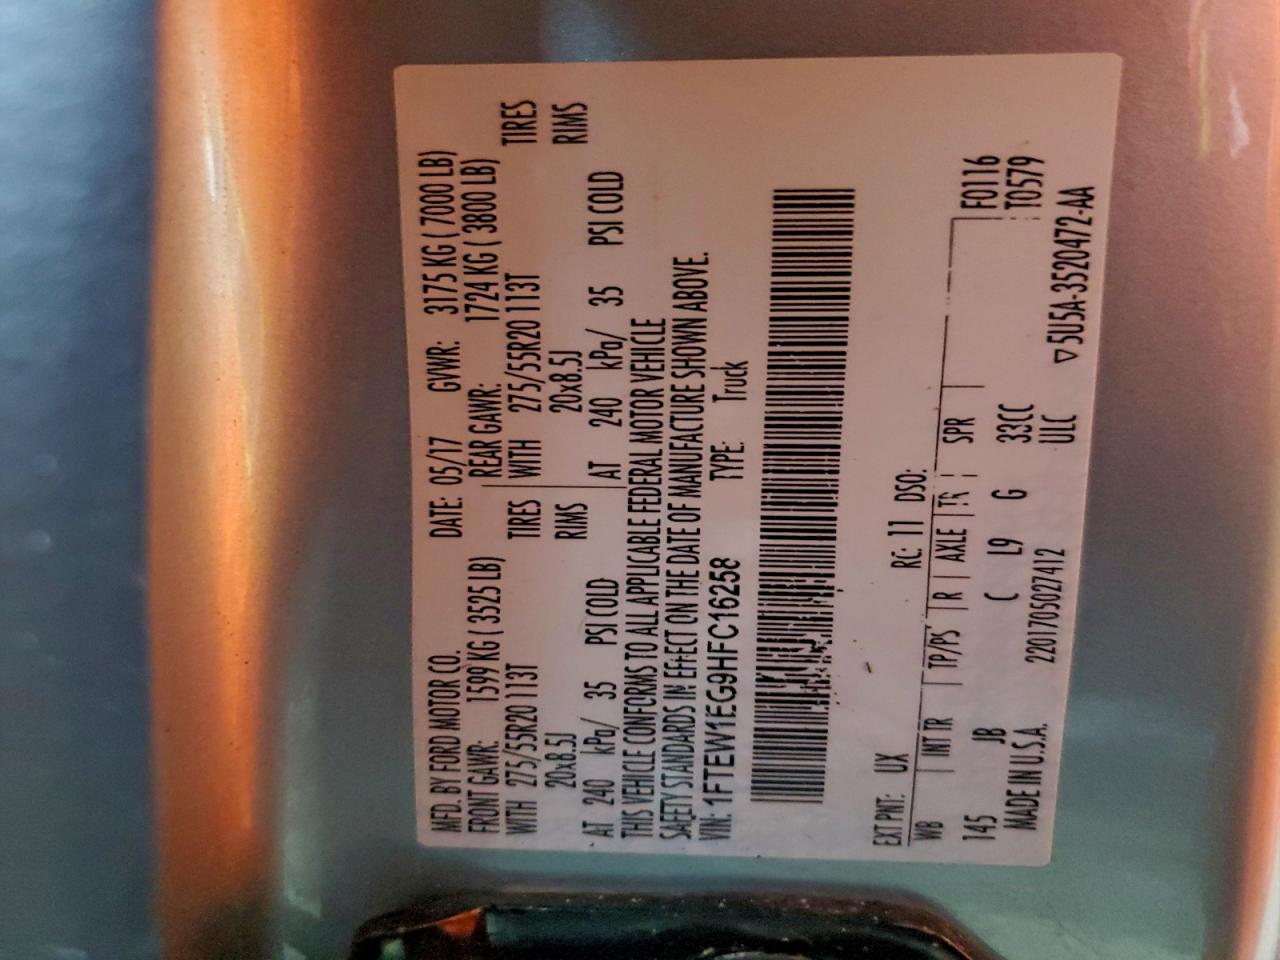 MFD. BY FORD MOTOR CO. DATE: 05/17 GVWR: 3175 KG ( 7000 LB)
FRONT GAWR: 1599 KG ( 3525 LB) REAR GAWR: 1724 KG ( 3800 LB)
WITH 275/55R20 113T TIRES WITH 275/55R20 113T TIRES
20x8.5J RIMS 20x8.5J RIMS
AT 240 kPa/ 35 PSI COLD AT 240 kPa/ 35 PSI COLD
THIS VEHICLE CONFORMS TO ALL APPLICABLE FEDERAL MOTOR VEHICLE
SAFETY STANDARDS IN EFFECT ON THE DATE OF MANUFACTURE SHOWN ABOVE.
VIN: 1FTEW1EG9HFC16258 TYPE: Truck
EXT PNT: UX RC: 11 DSO:
WB INT TR TP/PS R AXLE TR SPR F0116
145 JB C L9 G 33CC T0579
MADE IN U.S.A. 2201705027412 ULC
▽5U5A-3520472-AA